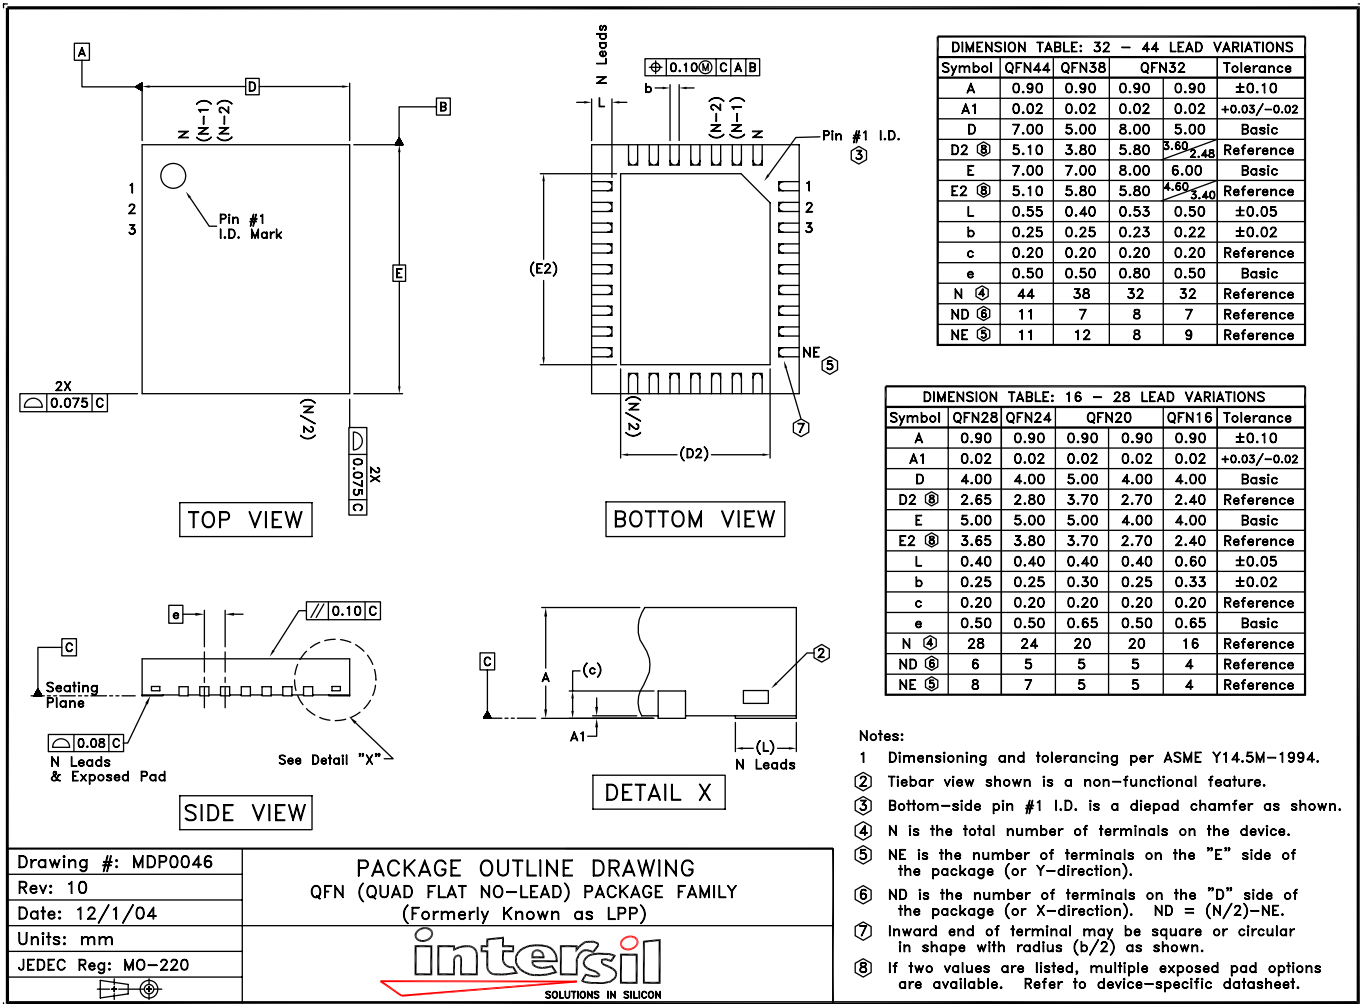 A
D
B
N
(N-1)
(N-2)
1
2
3
Pin #1
I.D. Mark
E
2X
0.075 C
(N/2)
2X
0.075 C
TOP VIEW
N Leads
L
0.10 Ⓜ C A B
b
(N-2)
(N-1)
N
Pin #1 I.D.
3
1
2
3
(E2)
NE
5
7
(N/2)
(D2)
BOTTOM VIEW
e
// 0.10 C
C
Seating
Plane
0.08 C
N Leads
& Exposed Pad
See Detail "X"
SIDE VIEW
C
A
(c)
2
A1
(L)
N Leads
DETAIL X
DIMENSION TABLE: 32 - 44 LEAD VARIATIONS
Symbol QFN44 QFN38 QFN32 Tolerance
A 0.90 0.90 0.90 0.90 ±0.10
A1 0.02 0.02 0.02 0.02 +0.03/-0.02
D 7.00 5.00 8.00 5.00 Basic
D2 8 5.10 3.80 5.80 3.60/2.48 Reference
E 7.00 7.00 8.00 6.00 Basic
E2 8 5.10 5.80 5.80 4.60/3.40 Reference
L 0.55 0.40 0.53 0.50 ±0.05
b 0.25 0.25 0.23 0.22 ±0.02
c 0.20 0.20 0.20 0.20 Reference
e 0.50 0.50 0.80 0.50 Basic
N 4 44 38 32 32 Reference
ND 6 11 7 8 7 Reference
NE 5 11 12 8 9 Reference
DIMENSION TABLE: 16 - 28 LEAD VARIATIONS
Symbol QFN28 QFN24 QFN20 QFN16 Tolerance
A 0.90 0.90 0.90 0.90 0.90 ±0.10
A1 0.02 0.02 0.02 0.02 0.02 +0.03/-0.02
D 4.00 4.00 5.00 4.00 4.00 Basic
D2 8 2.65 2.80 3.70 2.70 2.40 Reference
E 5.00 5.00 5.00 4.00 4.00 Basic
E2 8 3.65 3.80 3.70 2.70 2.40 Reference
L 0.40 0.40 0.40 0.40 0.60 ±0.05
b 0.25 0.25 0.30 0.25 0.33 ±0.02
c 0.20 0.20 0.20 0.20 0.20 Reference
e 0.50 0.50 0.65 0.50 0.65 Basic
N 4 28 24 20 20 16 Reference
ND 6 6 5 5 5 4 Reference
NE 5 8 7 5 5 4 Reference
Notes:
1 Dimensioning and tolerancing per ASME Y14.5M-1994.
2 Tiebar view shown is a non-functional feature.
3 Bottom-side pin #1 I.D. is a diepad chamfer as shown.
4 N is the total number of terminals on the device.
5 NE is the number of terminals on the "E" side of
the package (or Y-direction).
6 ND is the number of terminals on the "D" side of
the package (or X-direction). ND = (N/2)-NE.
7 Inward end of terminal may be square or circular
in shape with radius (b/2) as shown.
8 If two values are listed, multiple exposed pad options
are available. Refer to device-specific datasheet.
Drawing #: MDP0046
Rev: 10
Date: 12/1/04
Units: mm
JEDEC Reg: MO-220
PACKAGE OUTLINE DRAWING
QFN (QUAD FLAT NO-LEAD) PACKAGE FAMILY
(Formerly Known as LPP)
intersil
SOLUTIONS IN SILICON